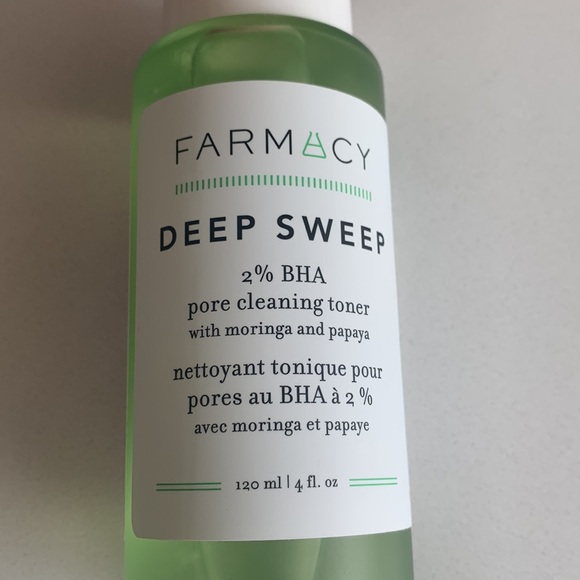 FARMACY
DEEP SWEEP
2% BHA
pore cleaning toner
with moringa and papaya
nettoyant tonique pour
pores au BHA à 2 %
avec moringa et papaye
120 ml | 4 fl. oz